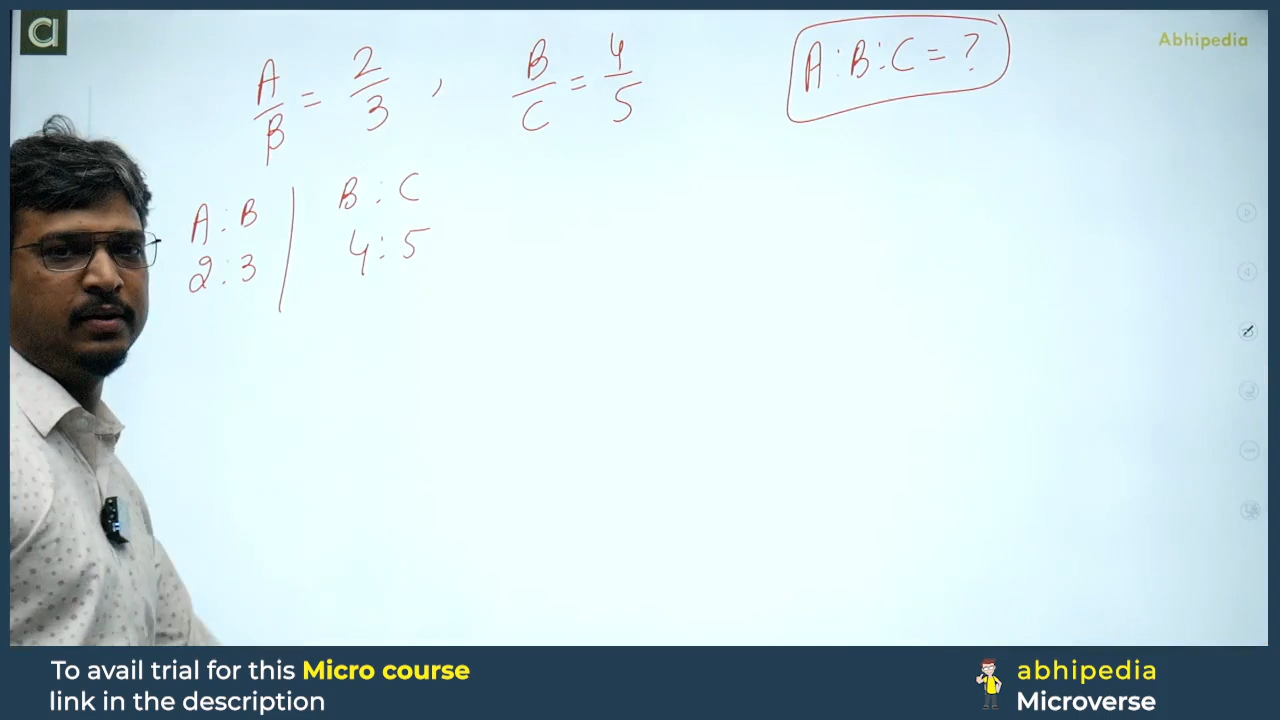 a
Abhipedia
A/B = 2/3 , B/C = 4/5
A:B:C = ?
A:B | B:C
2:3 | 4:5
To avail trial for this Micro course
link in the description
abhipedia
Microverse